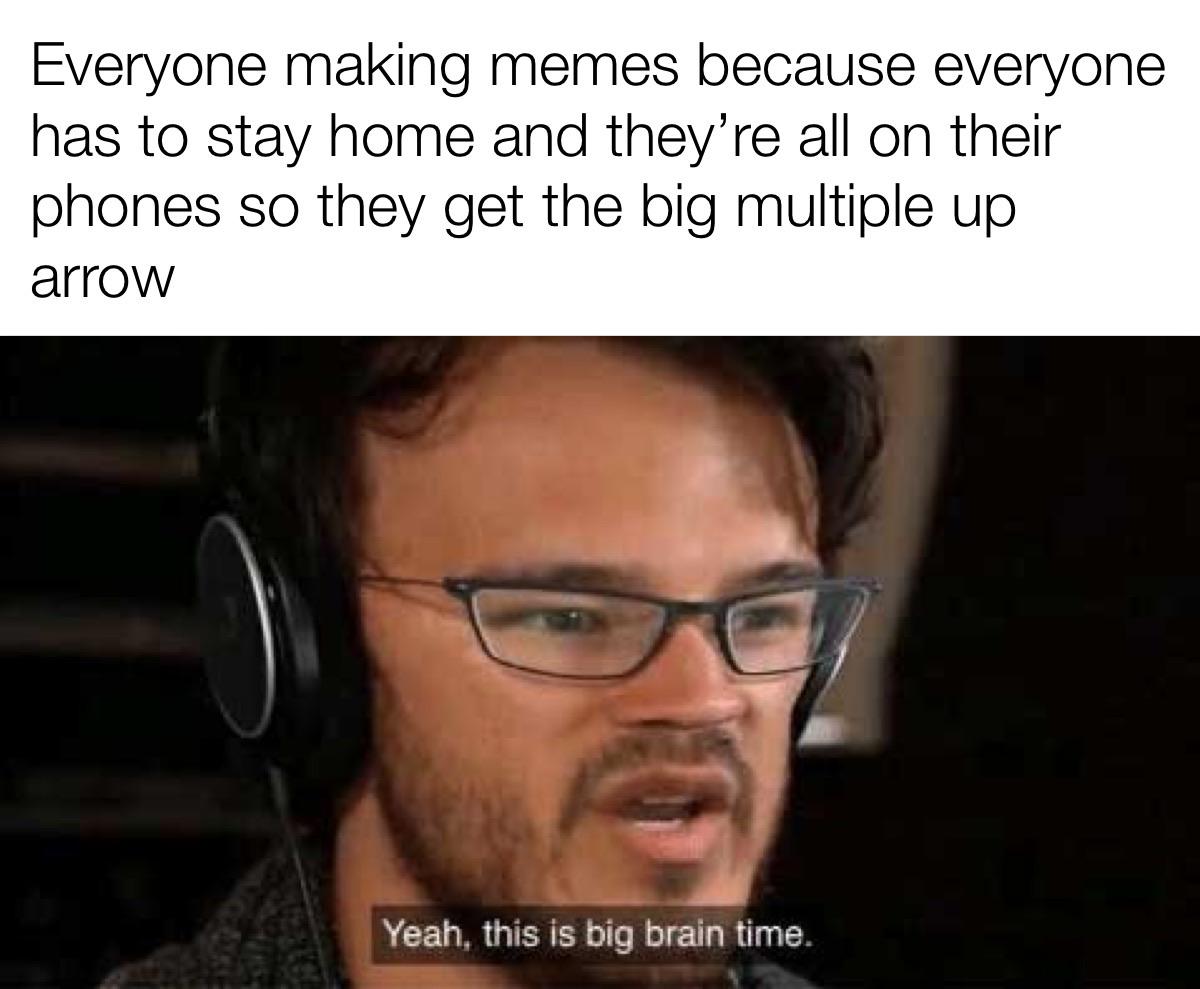 Everyone making memes because everyone
has to stay home and they’re all on their
phones so they get the big multiple up
arrow
Yeah, this is big brain time.